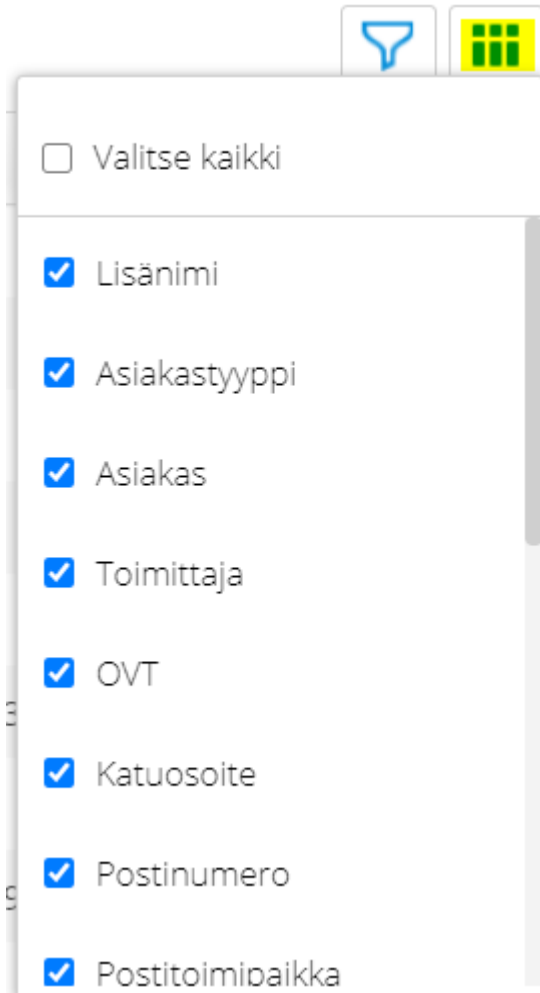 Valitse kaikki
Lisänimi
Asiakastyyppi
Asiakas
Toimittaja
OVT
Katuosoite
Postinumero
Postitoimipaikka